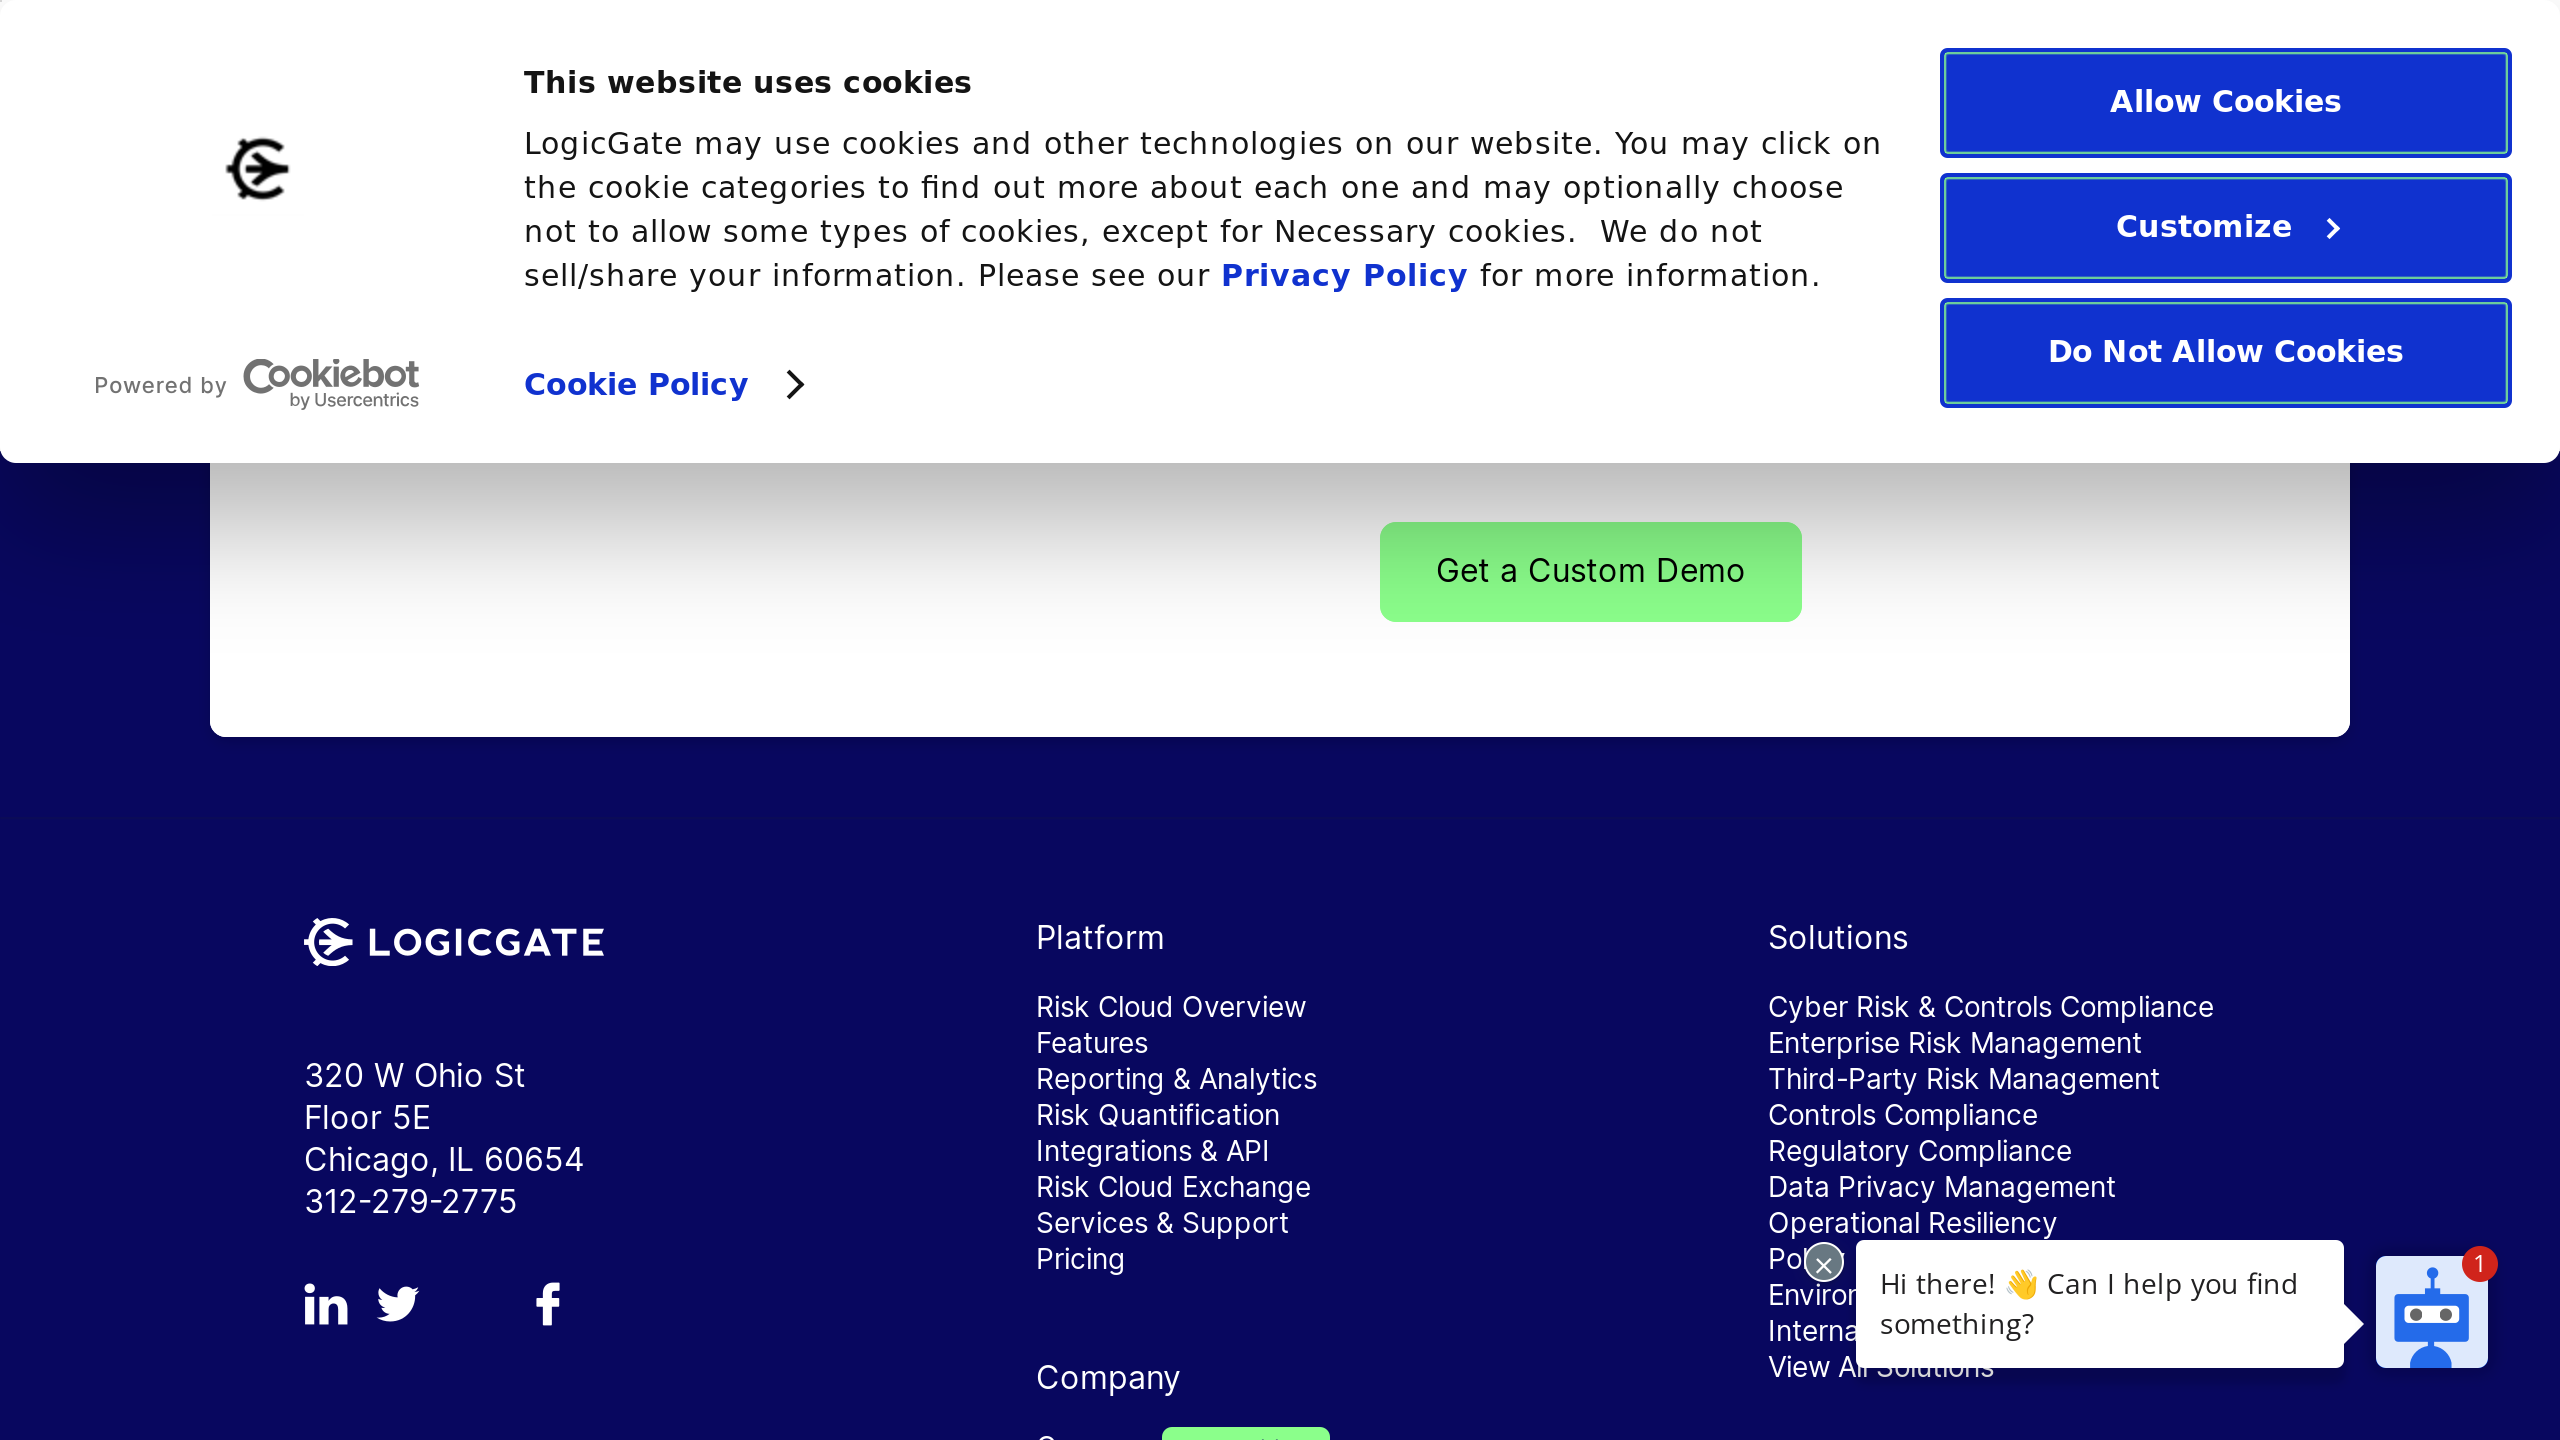 This website uses cookies
LogicGate may use cookies and other technologies on our website. You may click on
the cookie categories to find out more about each one and may optionally choose
not to allow some types of cookies, except for Necessary cookies.  We do not
sell/share your information. Please see our Privacy Policy for more information.
Powered by Cookiebot
by Usercentrics
Cookie Policy
Allow Cookies
Customize
Do Not Allow Cookies
Get a Custom Demo
LOGICGATE
320 W Ohio St
Floor 5E
Chicago, IL 60654
312-279-2775
Platform
Risk Cloud Overview
Features
Reporting & Analytics
Risk Quantification
Integrations & API
Risk Cloud Exchange
Services & Support
Pricing
Company
Solutions
Cyber Risk & Controls Compliance
Enterprise Risk Management
Third-Party Risk Management
Controls Compliance
Regulatory Compliance
Data Privacy Management
Operational Resiliency
View All Solutions
Hi there! 👋 Can I help you find
something?
1